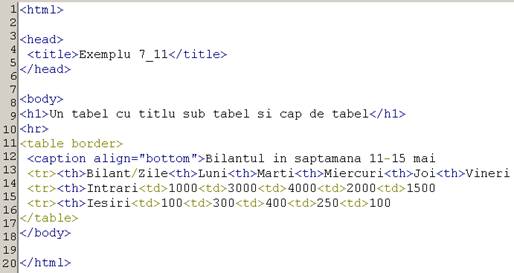 1 <html>
2
3 <head>
4  <title>Exemplu 7_11</title>
5 </head>
6
7 <body>
8
9 <h1>Un tabel cu titlu sub tabel si cap de tabel</h1>
10 <hr>
11 <table border>
12  <caption align="bottom">Bilantul in saptamana 11-15 mai
13  <tr><th>Bilant/Zile<th>Luni<th>Marti<th>Miercuri<th>Joi<th>Vineri
14  <tr><th>Intrari<td>1000<td>3000<td>4000<td>2000<td>1500
15  <tr><th>Iesiri<td>100<td>300<td>400<td>250<td>100
16
17 </table>
18 </body>
19
20 </html>